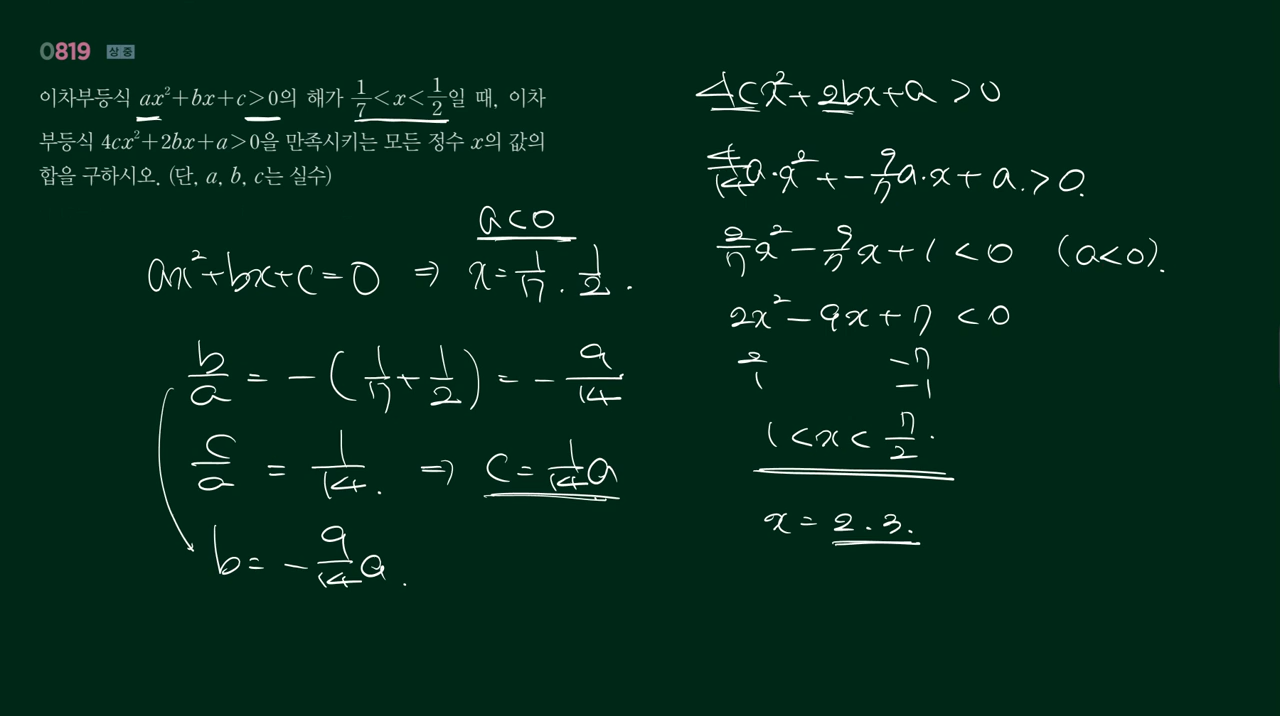 0819 상 중
이차부등식 ax²+bx+c>0의 해가 1/7<x<1/2일 때, 이차
부등식 4cx²+2bx+a>0을 만족시키는 모든 정수 x의 값의
합을 구하시오. (단, a, b, c는 실수)
a<0
ax²+bx+c=0 ⇒ x=1/7, 1/2.
b/a = -(1/7+1/2) = -9/14
c/a = 1/14. ⇒ c=1/14a
b= -9/14a.
4cx²+2bx+a>0
4/14a·x²+-9/7a·x+a>0.
2/7x²-9/7x+1<0 (a<0).
2x²-9x+7<0
2 -7
1 -1
1<x<7/2.
x=2.3.